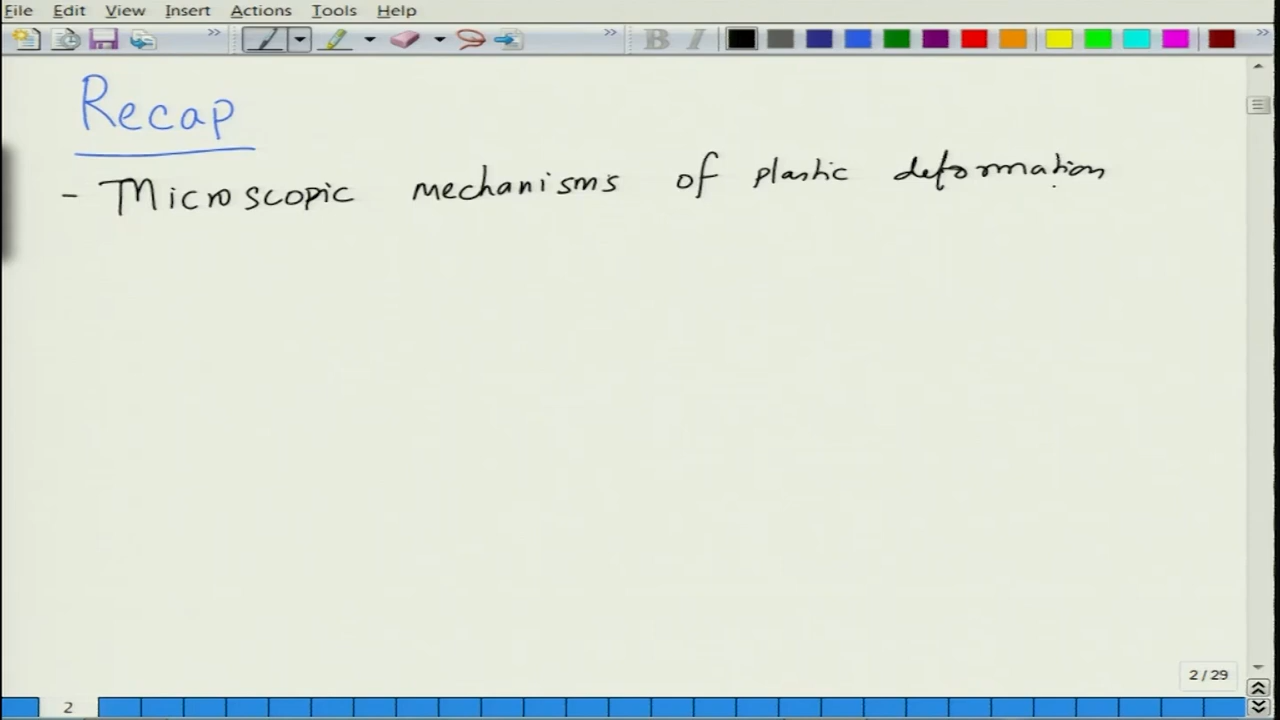 File Edit View Insert Actions Tools Help
B I
Recap
- Microscopic mechanisms of plastic deformation
2 / 29
2